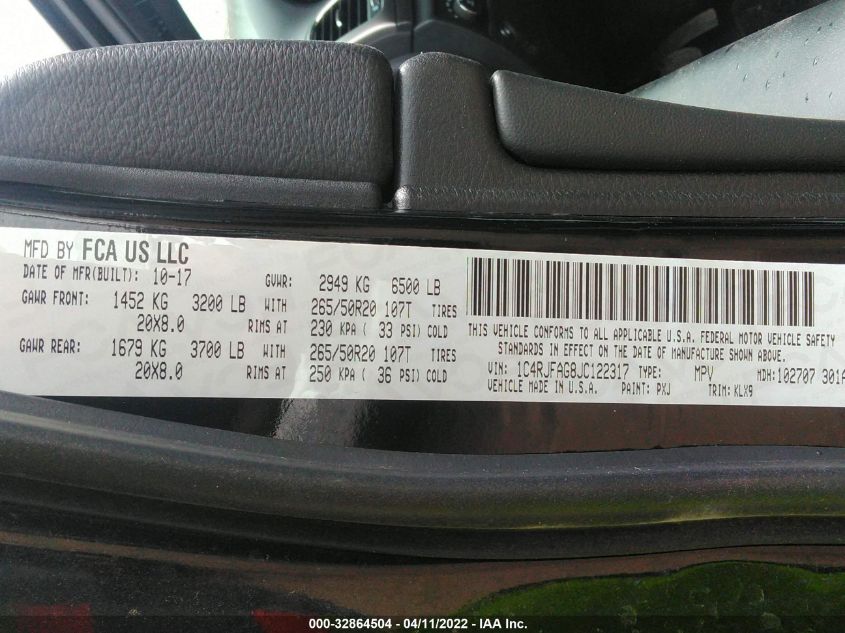 MFD BY FCA US LLC
DATE OF MFR(BUILT): 10-17 GVWR: 2949 KG 6500 LB
GAWR FRONT: 1452 KG 3200 LB WITH 265/50R20 107T TIRES
20X8.0 RIMS AT 230 KPA ( 33 PSI) COLD
GAWR REAR: 1679 KG 3700 LB WITH 265/50R20 107T TIRES
20X8.0 RIMS AT 250 KPA ( 36 PSI) COLD
THIS VEHICLE CONFORMS TO ALL APPLICABLE U.S.A. FEDERAL MOTOR VEHICLE SAFETY
STANDARDS IN EFFECT ON THE DATE OF MANUFACTURE SHOWN ABOVE.
VIN: 1C4RJFAG8JC122317 TYPE: MPV MDH:102707 301A
VEHICLE MADE IN U.S.A. PAINT: PXJ TRIM: KLX9
000-32864504 - 04/11/2022 - IAA Inc.